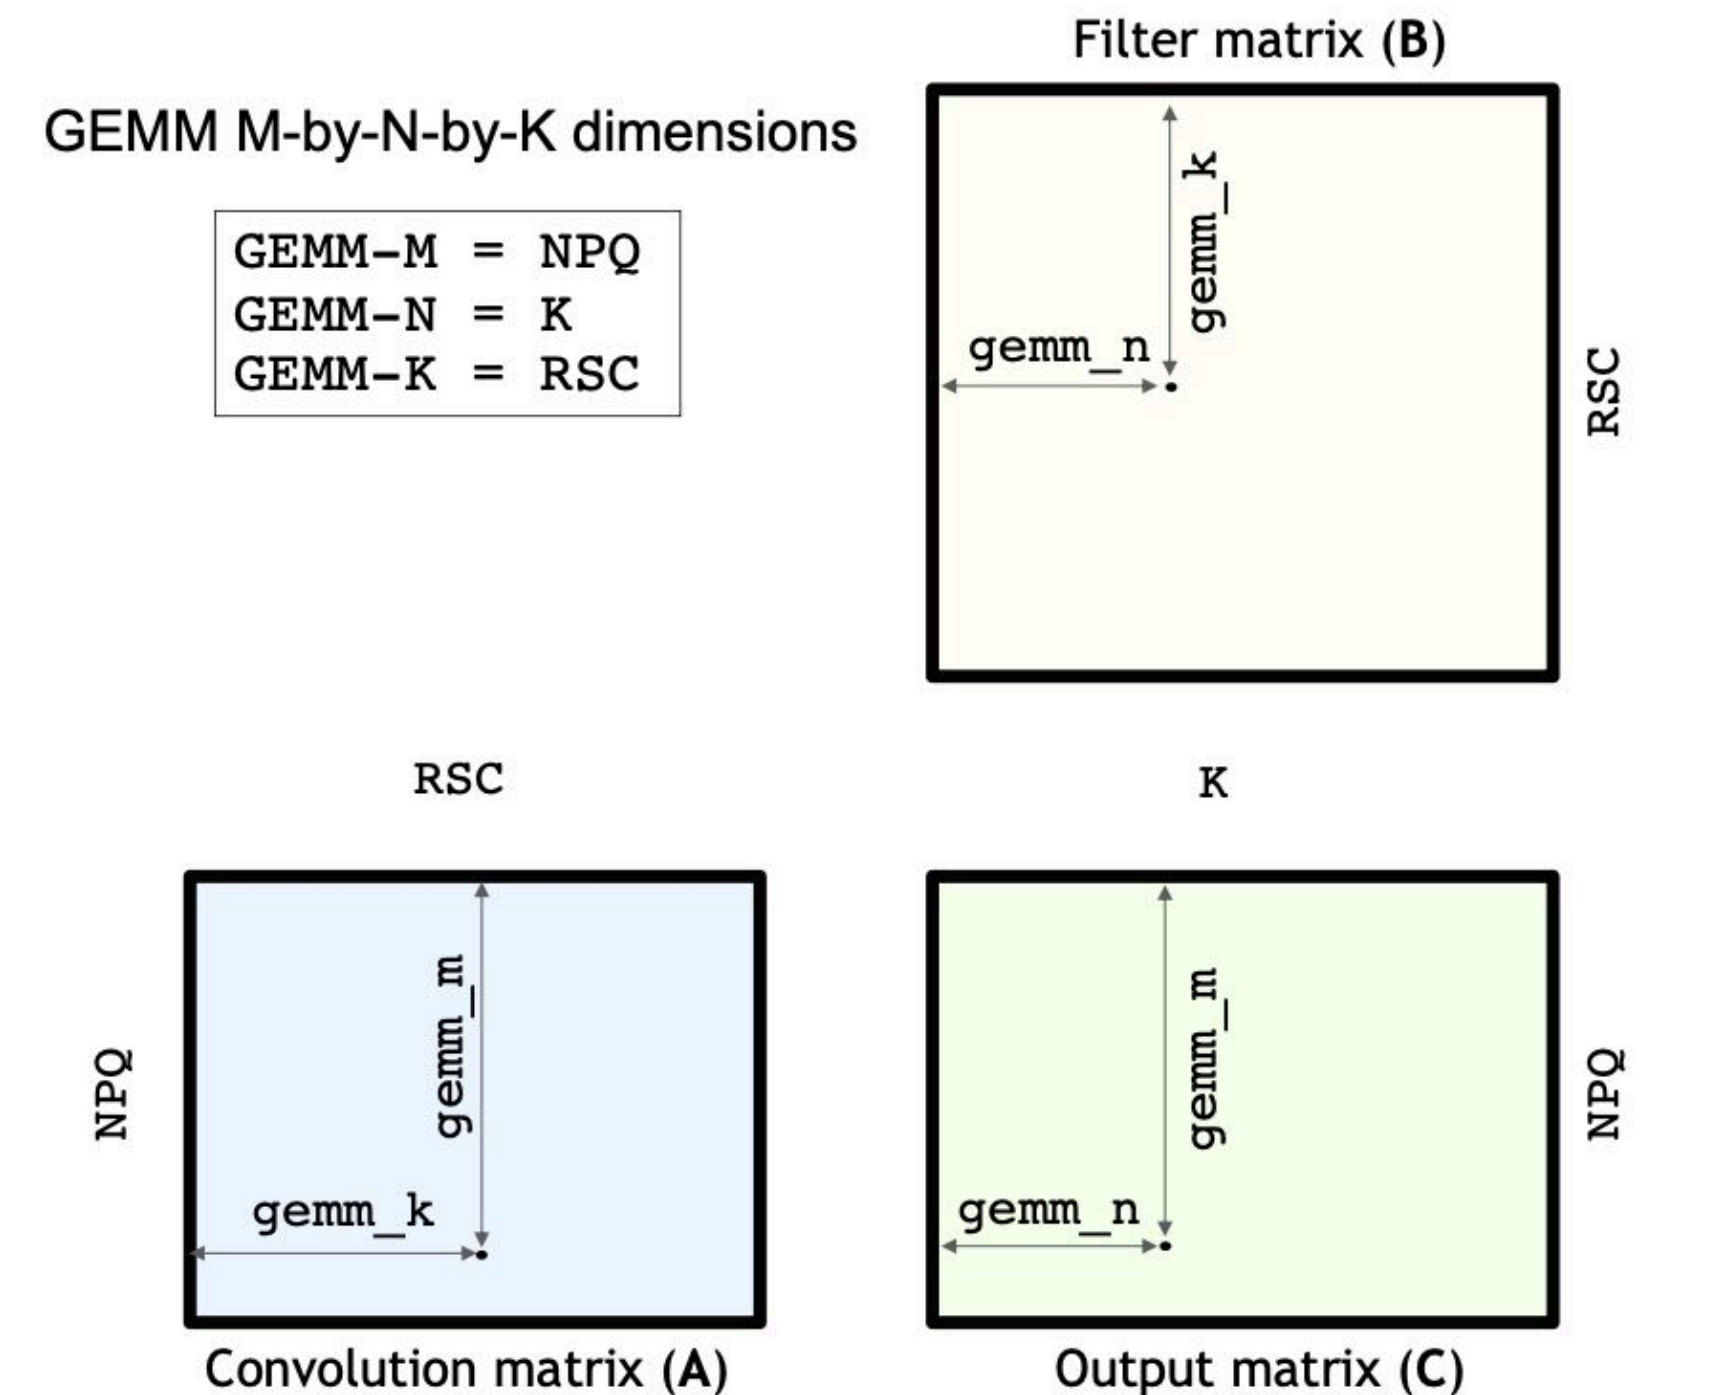 Filter matrix (B)
GEMM M-by-N-by-K dimensions
GEMM-M = NPQ
GEMM-N = K
GEMM-K = RSC
gemm_k
gemm_n
RSC
RSC
K
gemm_m
NPQ
gemm_k
gemm_m
NPQ
gemm_n
Convolution matrix (A)
Output matrix (C)